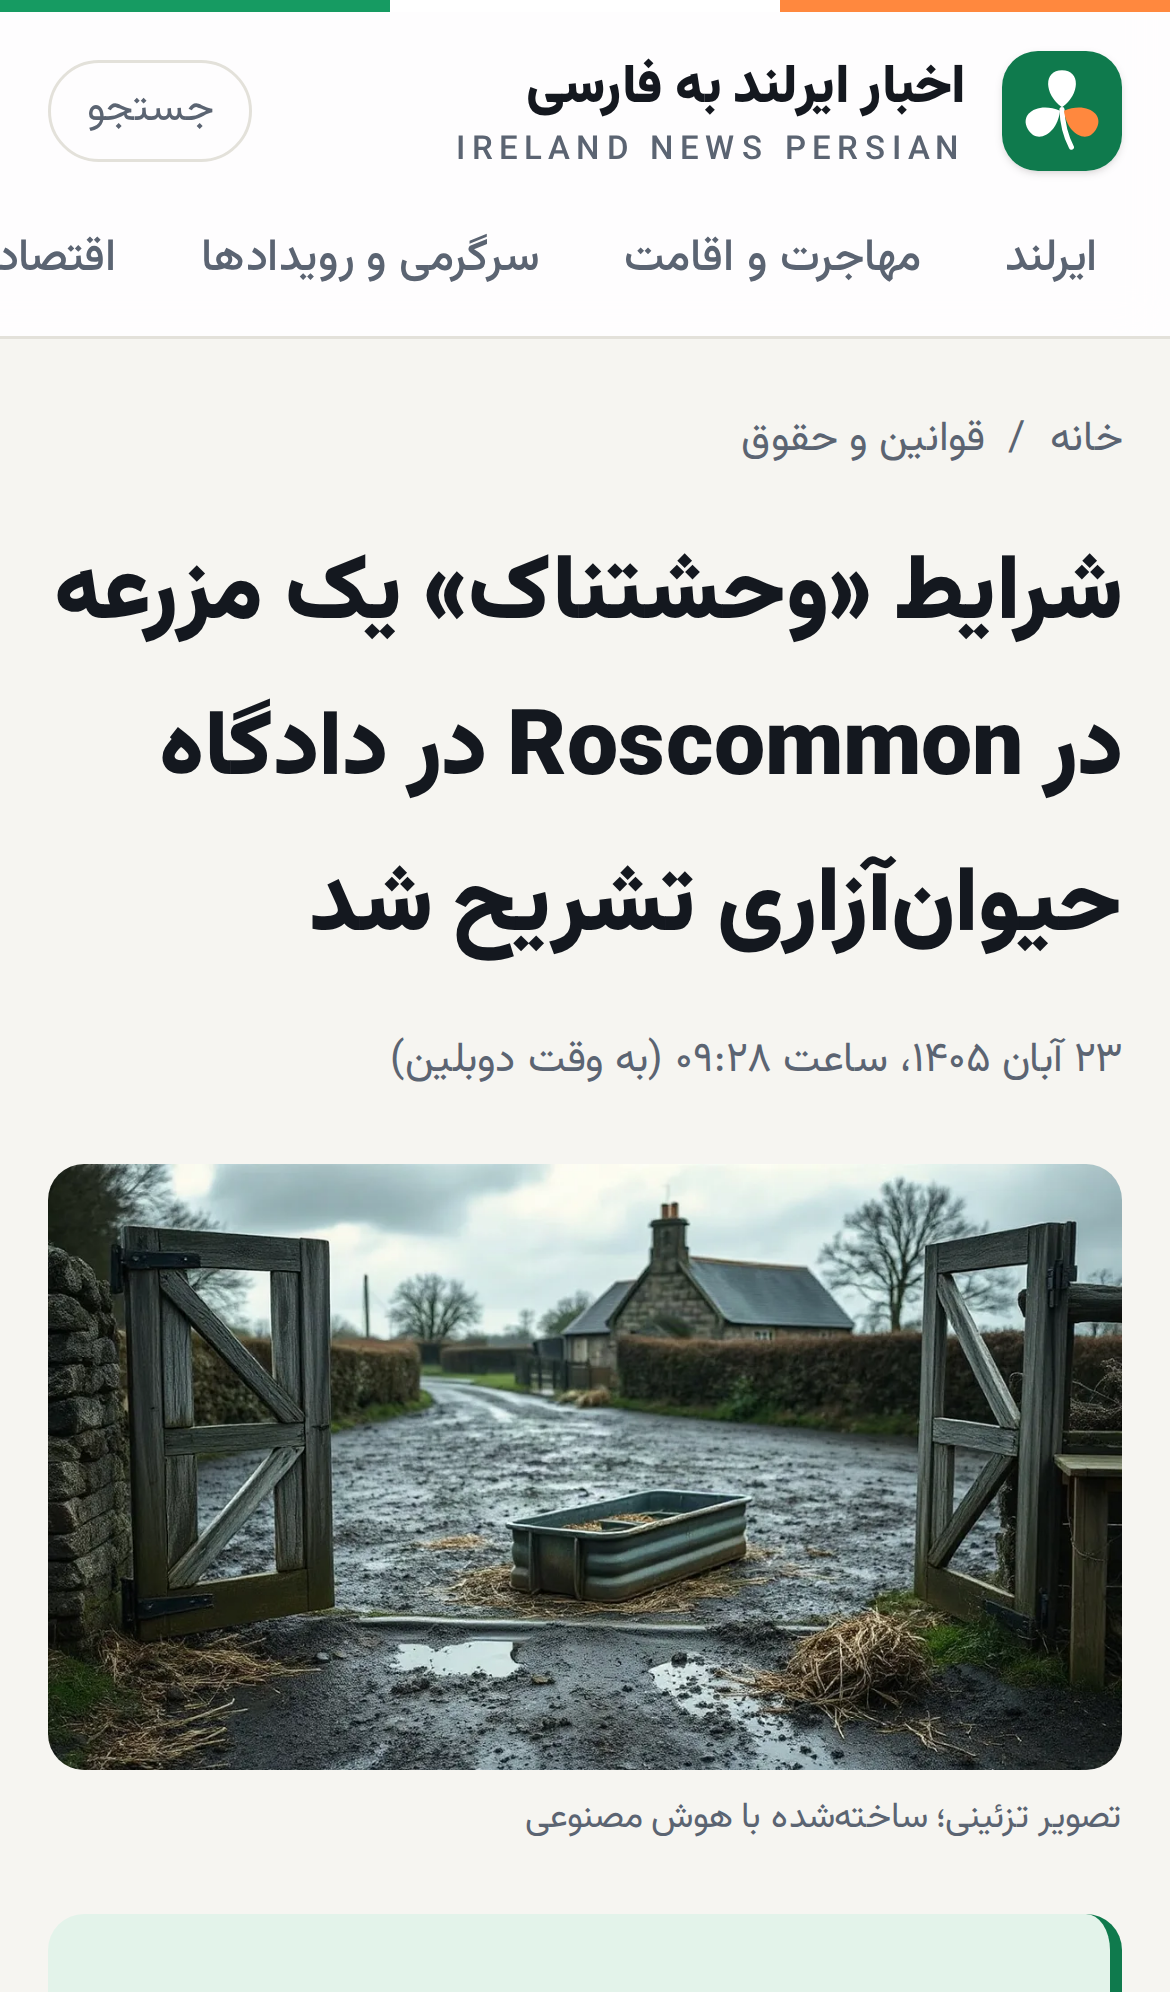 اخبار ایرلند به فارسی
IRELAND NEWS PERSIAN
جستجو
ایرلند
مهاجرت و اقامت
سرگرمی و رویدادها
اقتصاد
خانه / قوانین و حقوق
شرایط «وحشتناک» یک مزرعه
در Roscommon در دادگاه
حیوان‌آزاری تشریح شد
۲۳ آبان ۱۴۰۵، ساعت ۰۹:۲۸ (به وقت دوبلین)
تصویر تزئینی؛ ساخته‌شده با هوش مصنوعی